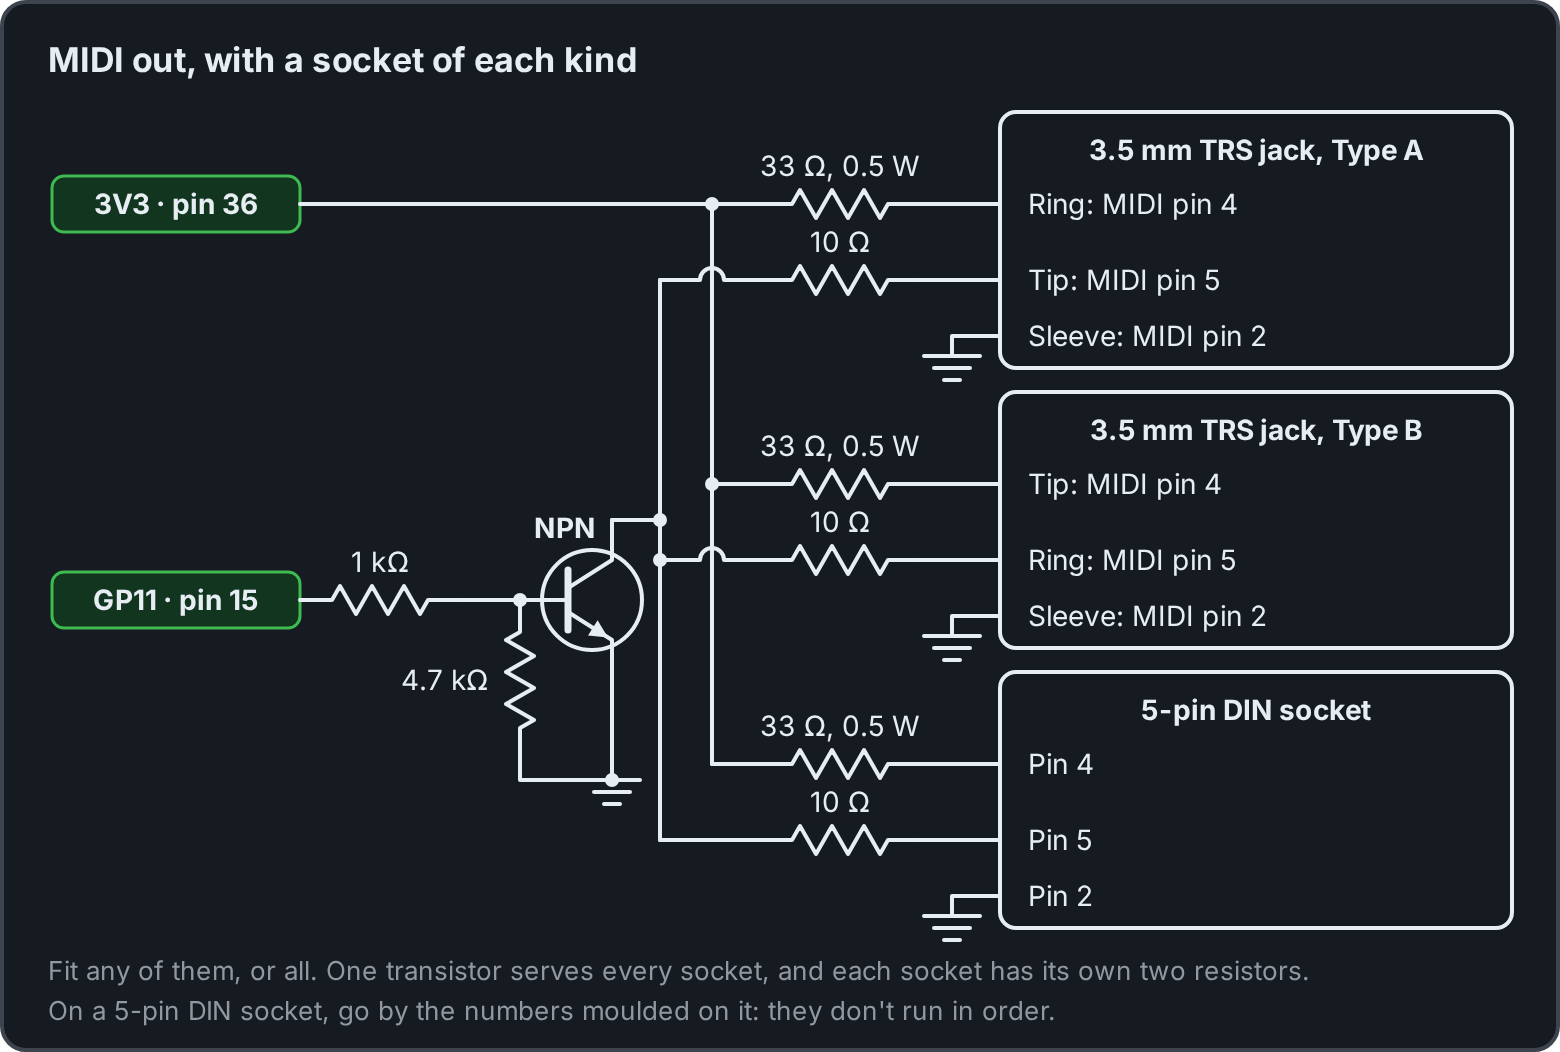 MIDI out, with a socket of each kind
3V3 · pin 36
33 Ω, 0.5 W
10 Ω
3.5 mm TRS jack, Type A
Ring: MIDI pin 4
Tip: MIDI pin 5
Sleeve: MIDI pin 2
33 Ω, 0.5 W
10 Ω
3.5 mm TRS jack, Type B
Tip: MIDI pin 4
Ring: MIDI pin 5
Sleeve: MIDI pin 2
NPN
1 kΩ
GP11 · pin 15
4.7 kΩ
33 Ω, 0.5 W
10 Ω
5-pin DIN socket
Pin 4
Pin 5
Pin 2
Fit any of them, or all. One transistor serves every socket, and each socket has its own two resistors.
On a 5-pin DIN socket, go by the numbers moulded on it: they don't run in order.